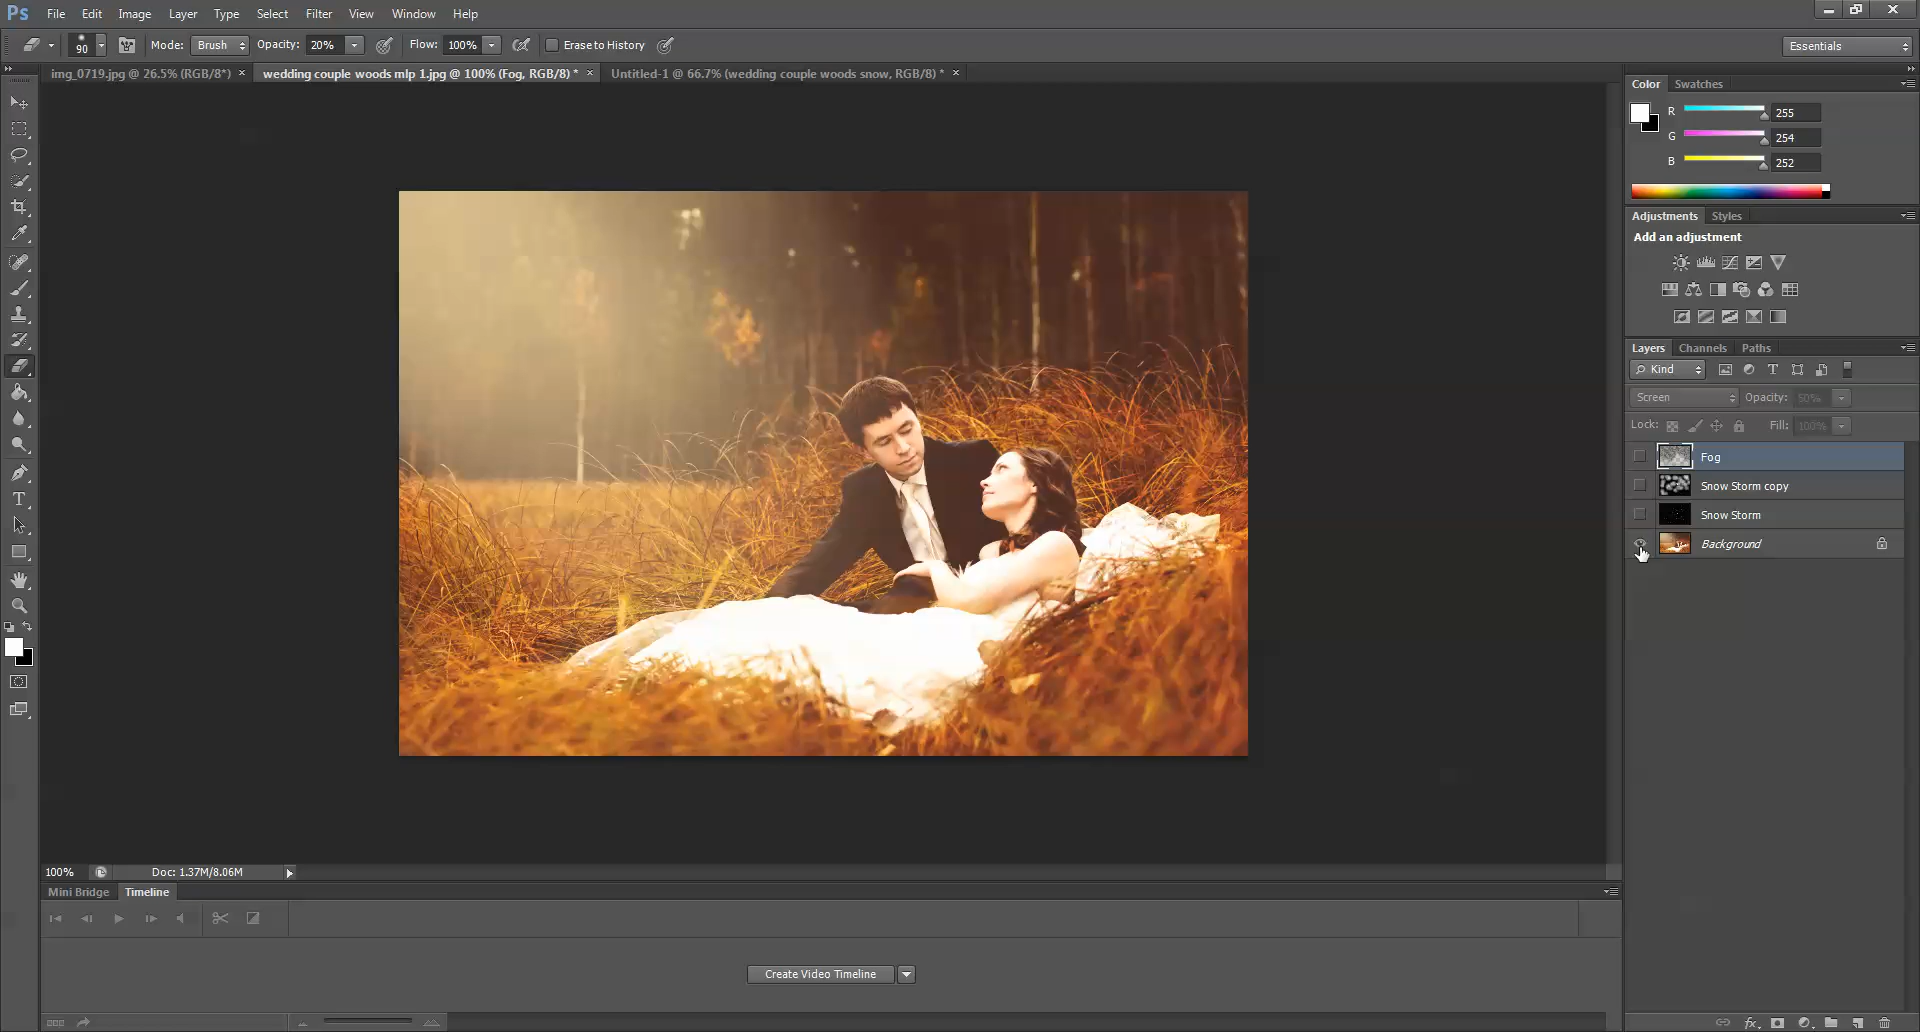 Ps File Edit Image Layer Type Select Filter View Window Help
90 Mode: Brush Opacity: 20% Flow: 100% Erase to History Essentials
img_0719.jpg @ 26.5% (RGB/8*) × wedding couple woods mlp 1.jpg @ 100% (Fog, RGB/8) * × Untitled-1 @ 66.7% (wedding couple woods snow, RGB/8) * ×
Color Swatches
R 255
G 254
B 252
Adjustments Styles
Add an adjustment
Layers Channels Paths
Kind
Screen Opacity: 50%
Lock: Fill: 100%
Fog
Snow Storm copy
Snow Storm
Background
100% Doc: 1.37M/8.06M
Mini Bridge Timeline
Create Video Timeline
fx